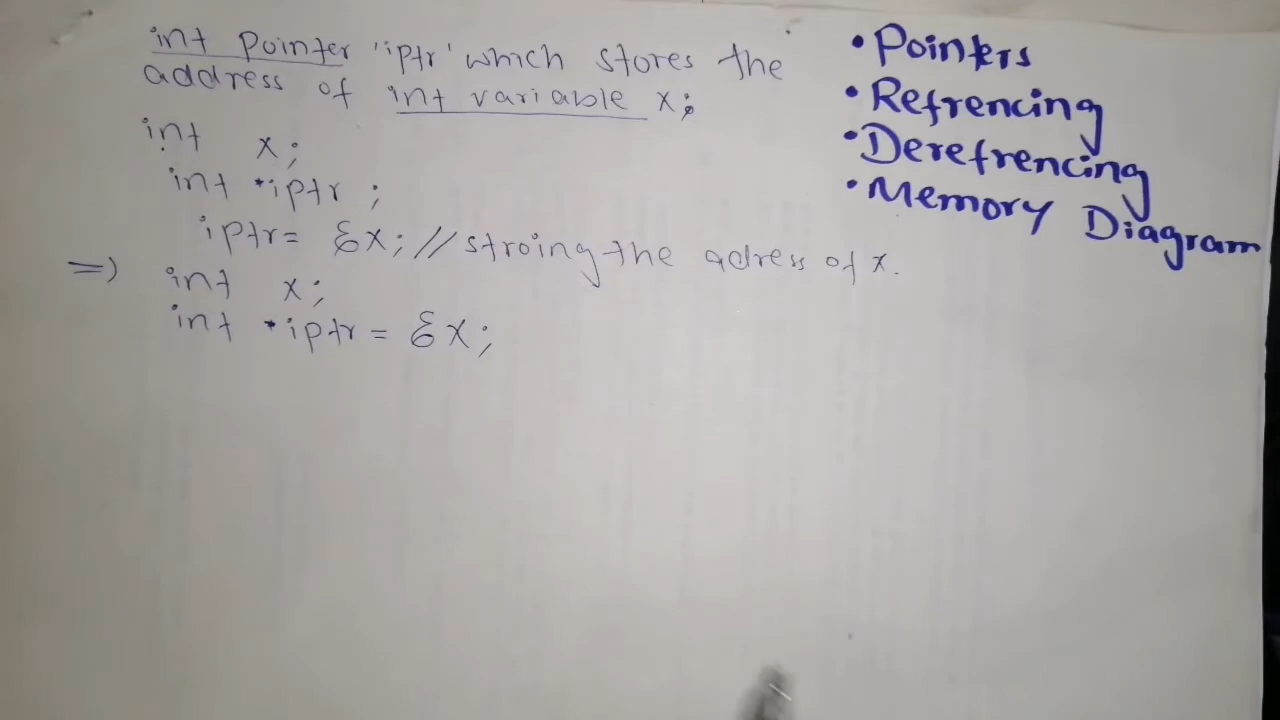 int pointer 'iptr' which stores the
address of int variable x;
int x;
int *iptr ;
iptr= &x; // stroing the adress of x.
=) int x;
int *iptr = &x;
• Pointers
• Refrencing
• Derefrencing
• Memory Diagram